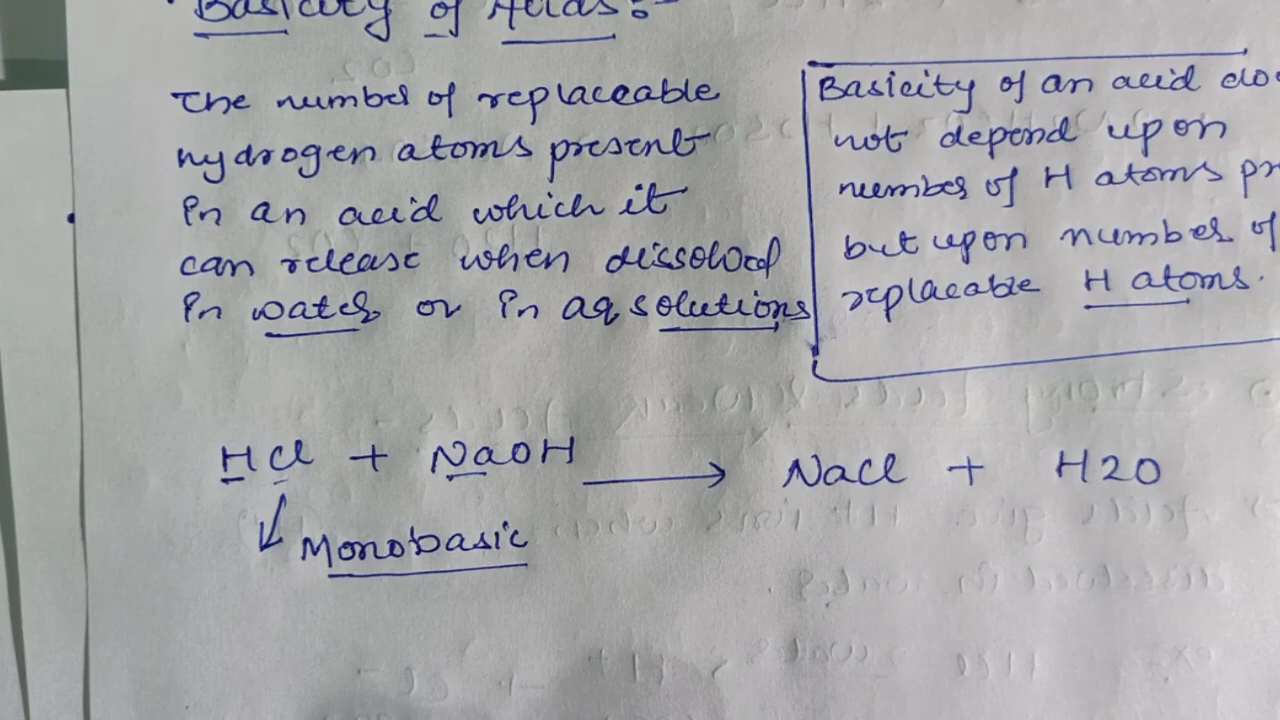 Basicity of Acids:-
The number of replaceable
hydrogen atoms present
in an acid which it
can release when dissolved
in water or in aq solutions
Basicity of an acid do
not depend upon
number of H atoms pr
but upon number of
replaceable H atoms.
HCl + NaOH → NaCl + H2O
Monobasic